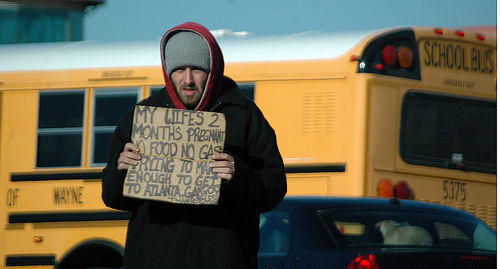 SCHOOL BUS
MY WIFES 2
MONTHS PREGNANT
NO FOOD NO GAS
TRYING TO MAKE
ENOUGH TO GET
TO ATLANTA
OF WAYNE
5375